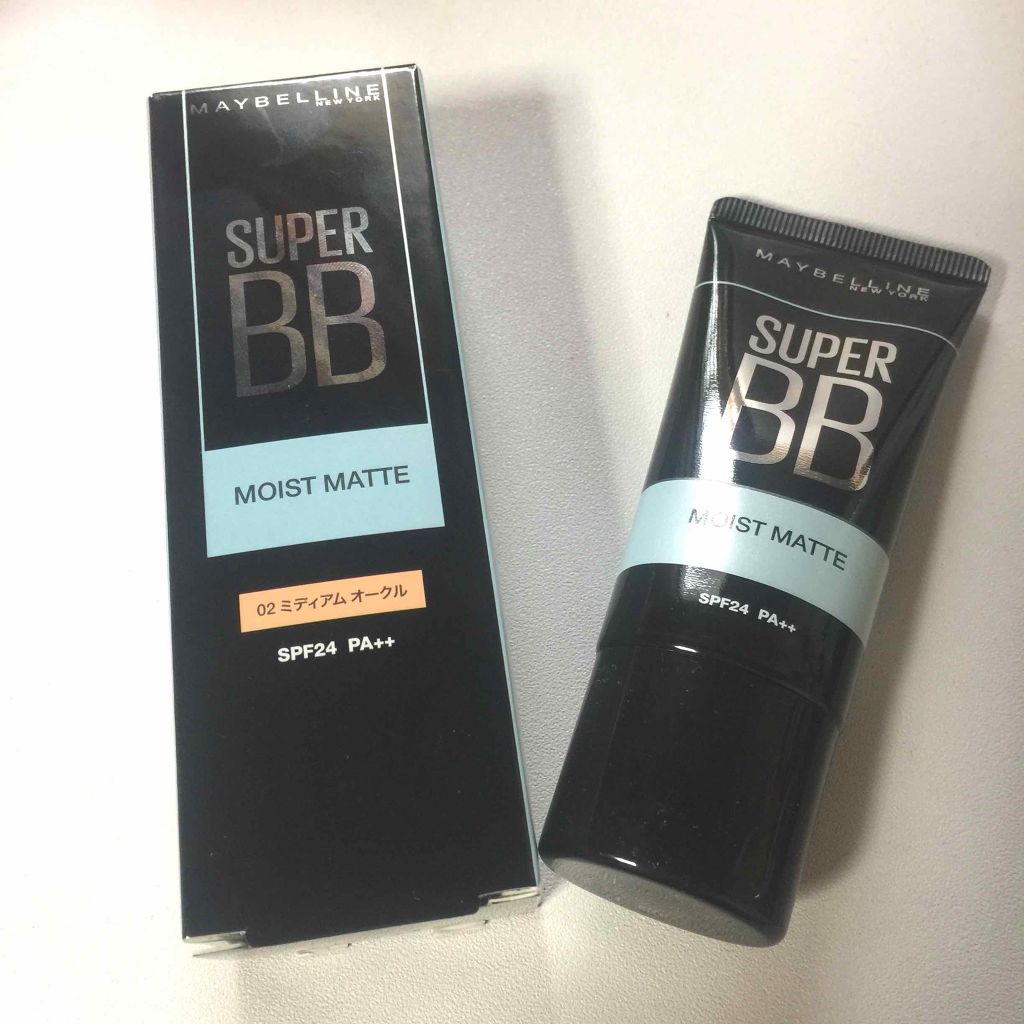 MAYBELLINE
NEW YORK
SUPER
BB
MOIST MATTE
02 ミディアム オークル
SPF24 PA++
MAYBELLINE
NEW YORK
SUPER
BB
MOIST MATTE
SPF24 PA++